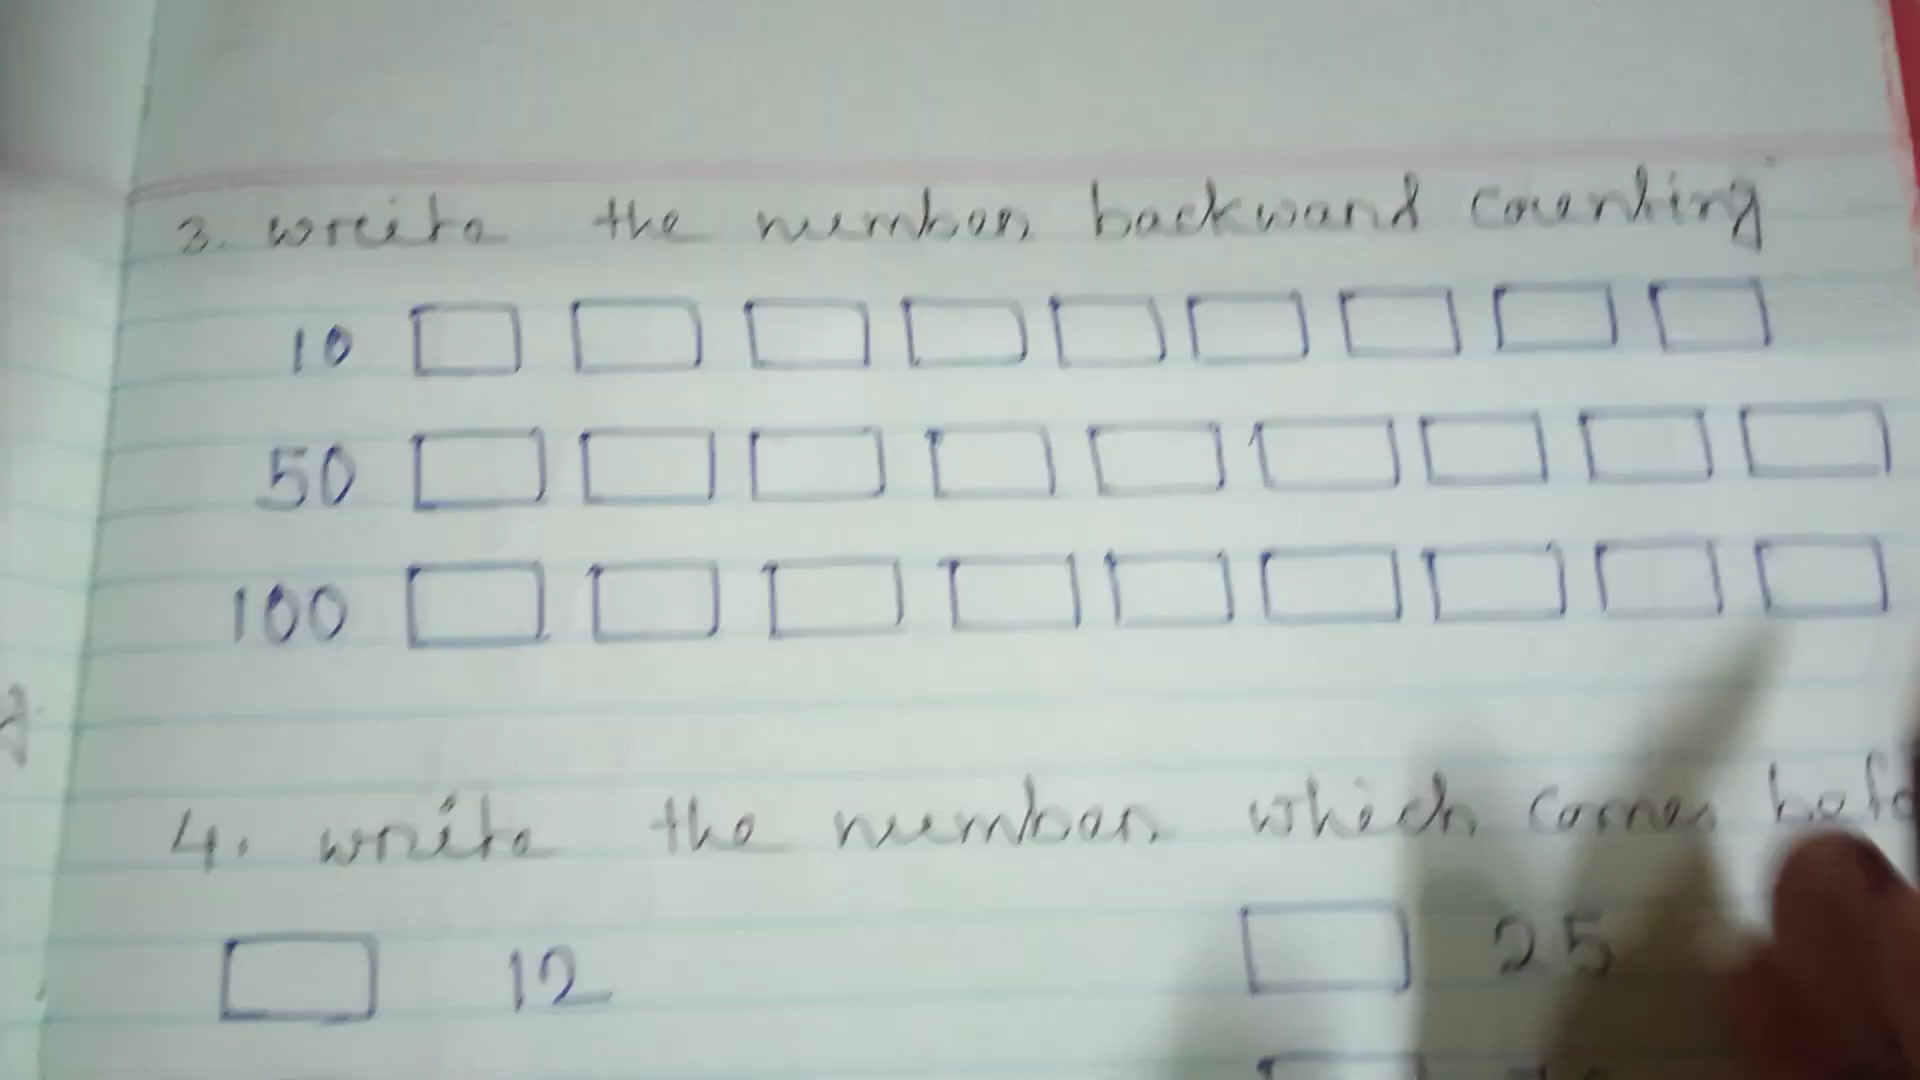 3. write the number backward counting
10
50
100
4. write the number which comes
12 25